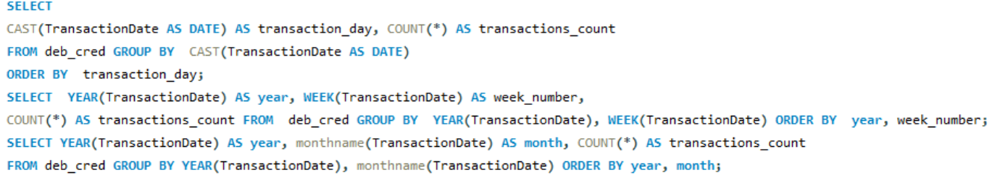 SELECT
CAST(TransactionDate AS DATE) AS transaction_day, COUNT(*) AS transactions_count
FROM deb_cred GROUP BY  CAST(TransactionDate AS DATE)
ORDER BY  transaction_day;
SELECT  YEAR(TransactionDate) AS year, WEEK(TransactionDate) AS week_number,
COUNT(*) AS transactions_count FROM  deb_cred GROUP BY  YEAR(TransactionDate), WEEK(TransactionDate) ORDER BY  year, week_number;
SELECT YEAR(TransactionDate) AS year, monthname(TransactionDate) AS month, COUNT(*) AS transactions_count
FROM deb_cred GROUP BY YEAR(TransactionDate), monthname(TransactionDate) ORDER BY year, month;